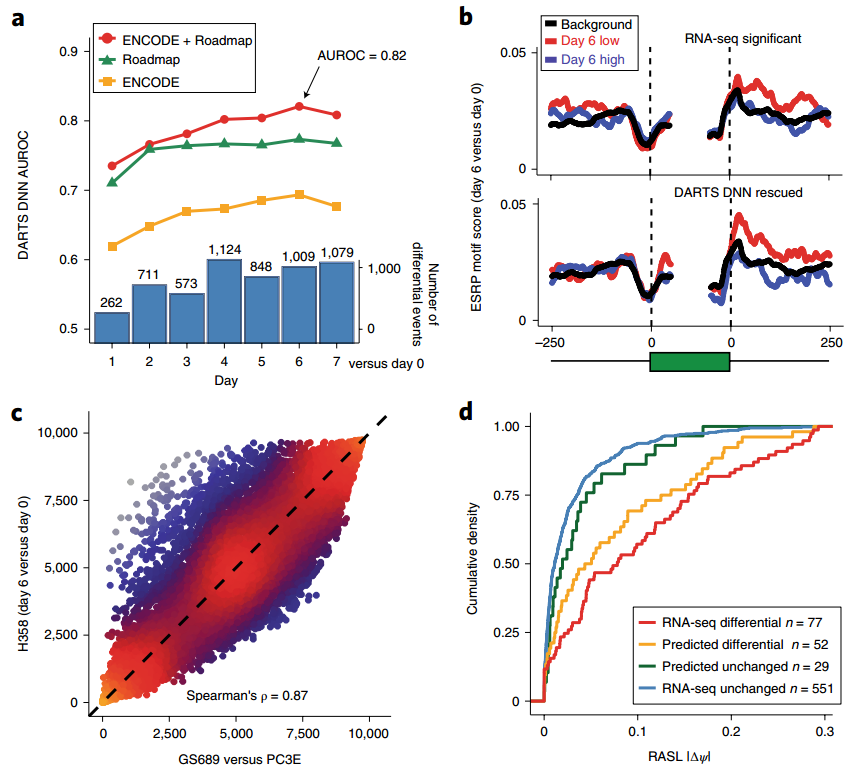 a
ENCODE + Roadmap
Roadmap
ENCODE
AUROC = 0.82
0.9
0.8
0.7
0.6
0.5
DARTS DNN AUROC
262
711
573
1,124
848
1,009
1,079
1,000
0
Number of
differential events
1 2 3 4 5 6 7 versus day 0
Day
b
Background
Day 6 low
Day 6 high
RNA-seq significant
0.05
0
DARTS DNN rescued
0.05
0
ESRP motif score (day 6 versus day 0)
−250 0 0 250
c
10,000
7,500
5,000
2,500
0
H358 (day 6 versus day 0)
Spearman's ρ = 0.87
0 2,500 5,000 7,500 10,000
GS689 versus PC3E
d
1.00
0.75
0.50
0.25
0
Cumulative density
RNA-seq differential n = 77
Predicted differential n = 52
Predicted unchanged n = 29
RNA-seq unchanged n = 551
0 0.1 0.2 0.3
RASL |Δψ|